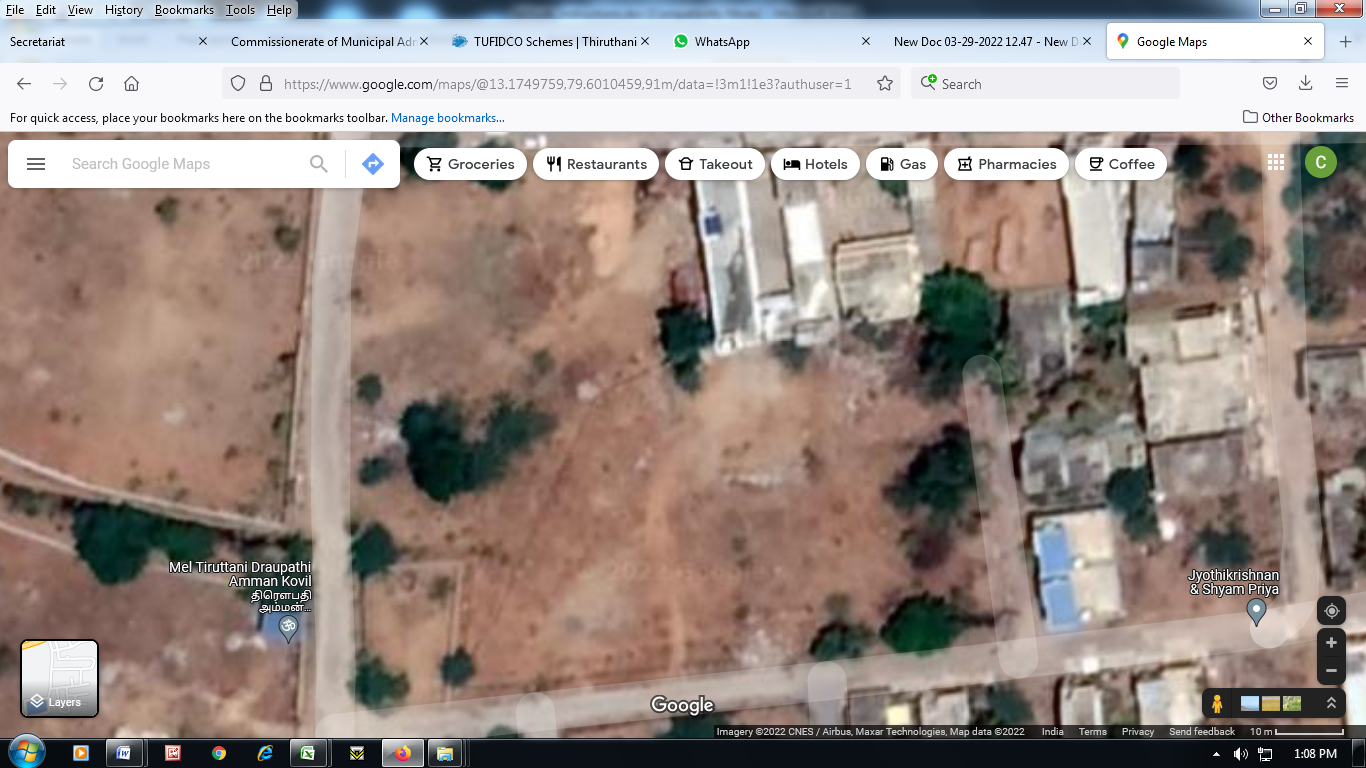 File Edit View History Bookmarks Tools Help
Secretariat
Commissionerate of Municipal Adr
TUFIDCO Schemes | Thiruthani
WhatsApp
New Doc 03-29-2022 12.47 - New D
Google Maps
https://www.google.com/maps/@13.1749759,79.6010459,91m/data=!3m1!1e3?authuser=1
Search
For quick access, place your bookmarks here on the bookmarks toolbar. Manage bookmarks...
Other Bookmarks
Search Google Maps
Groceries
Restaurants
Takeout
Hotels
Gas
Pharmacies
Coffee
C
Mel Tiruttani Draupathi
Amman Kovil
திரௌபதி
அம்மன்...
Jyothikrishnan
& Shyam Priya
Layers
Google
Imagery ©2022 CNES / Airbus, Maxar Technologies, Map data ©2022 India Terms Privacy Send feedback 10 m
1:08 PM